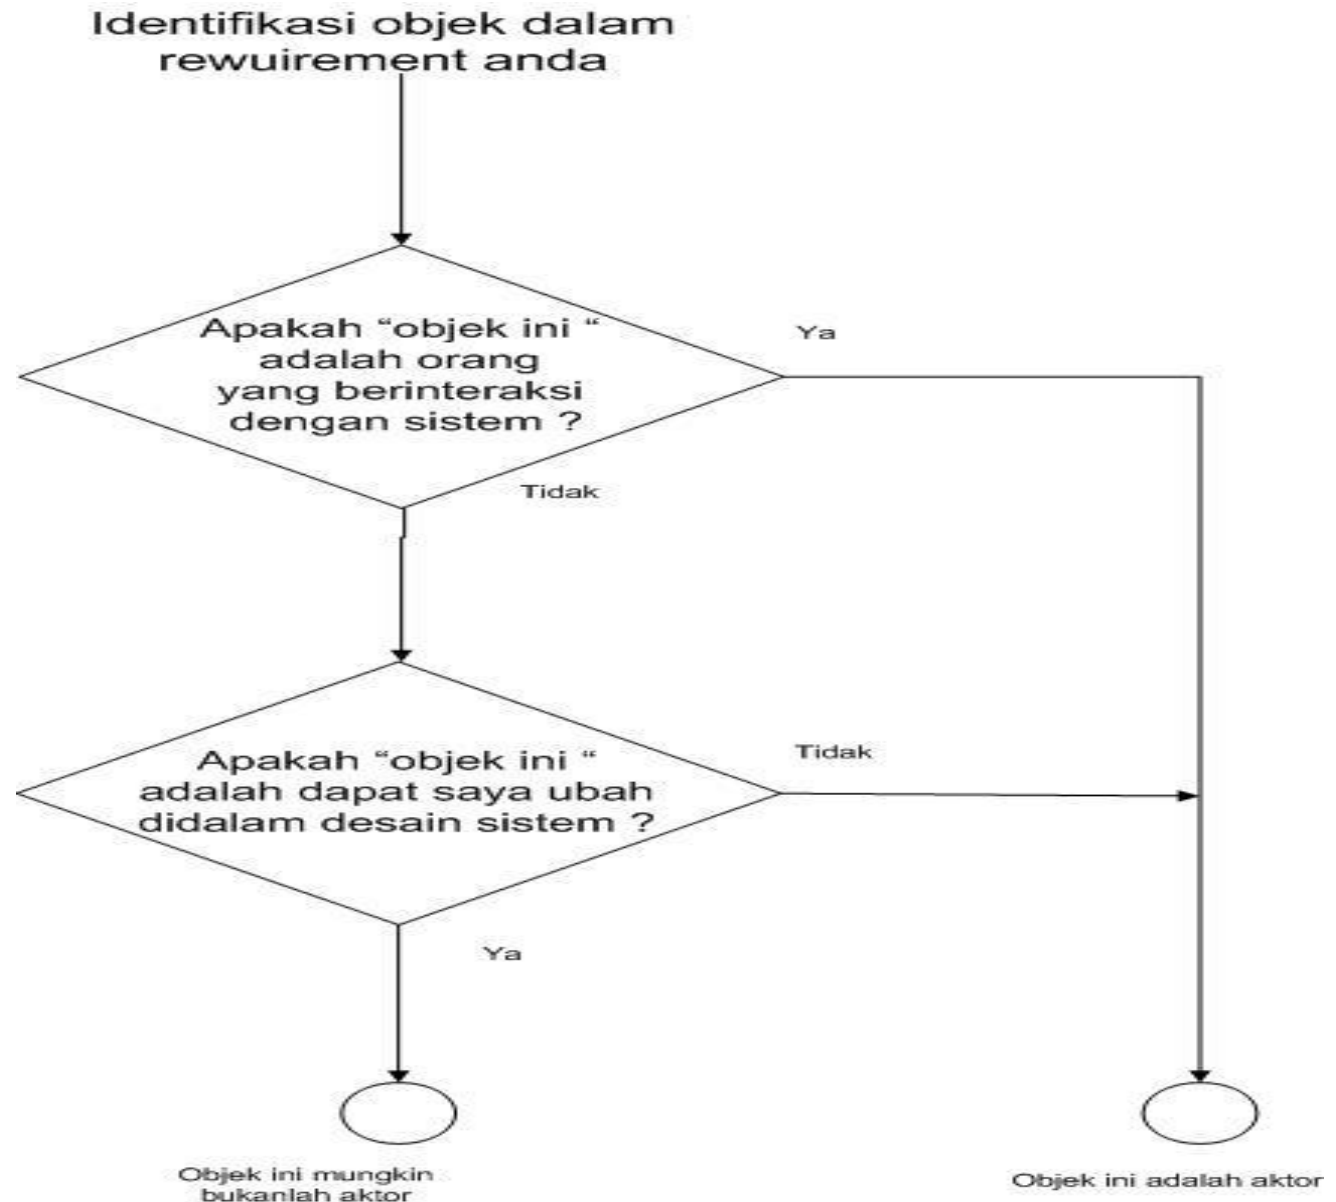 Identifikasi objek dalam
rewuirement anda
Apakah “objek ini “
adalah orang
yang berinteraksi
dengan sistem ?
Ya
Tidak
Apakah “objek ini “
adalah dapat saya ubah
didalam desain sistem ?
Tidak
Ya
Objek ini mungkin
bukanlah aktor
Objek ini adalah aktor